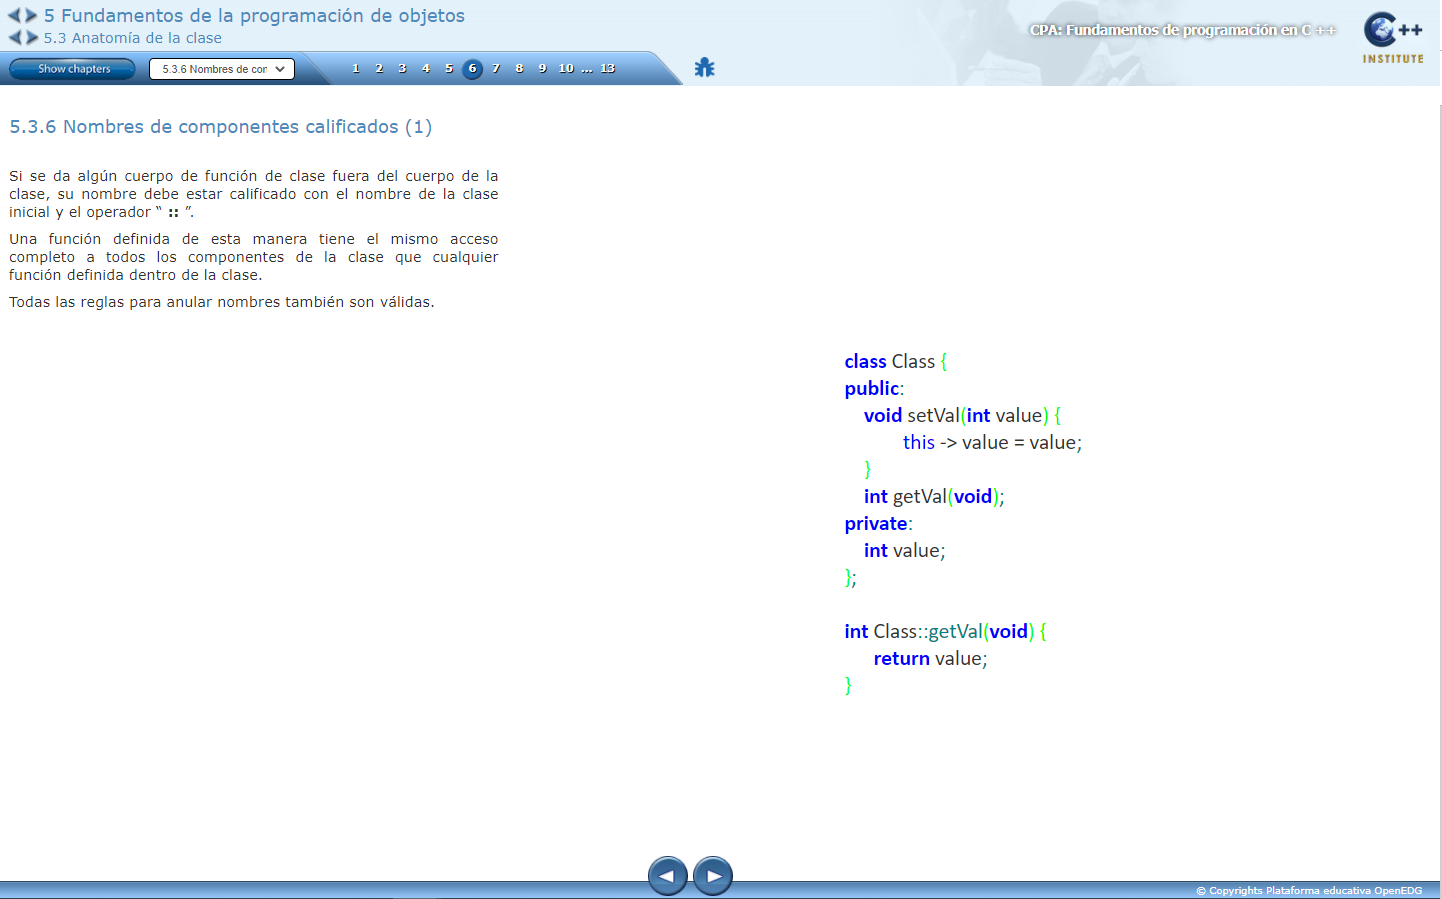 5 Fundamentos de la programación de objetos
5.3 Anatomía de la clase
CPA: Fundamentos de programación en C ++
C++
INSTITUTE
Show chapters
5.3.6 Nombres de con
1 2 3 4 5 6 7 8 9 10 ... 13
5.3.6 Nombres de componentes calificados (1)
Si se da algún cuerpo de función de clase fuera del cuerpo de la
clase, su nombre debe estar calificado con el nombre de la clase
inicial y el operador “ :: ”.
Una función definida de esta manera tiene el mismo acceso
completo a todos los componentes de la clase que cualquier
función definida dentro de la clase.
Todas las reglas para anular nombres también son válidas.
class Class {
public:
void setVal(int value) {
this -> value = value;
}
int getVal(void);
private:
int value;
};
int Class::getVal(void) {
return value;
}
© Copyrights Plataforma educativa OpenEDG